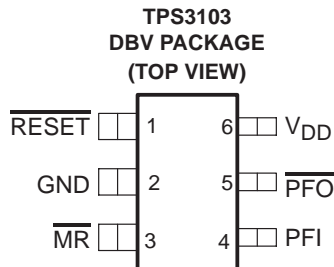 TPS3103
DBV PACKAGE
(TOP VIEW)
RESET 1 6 VDD
GND 2 5 PFO
MR 3 4 PFI